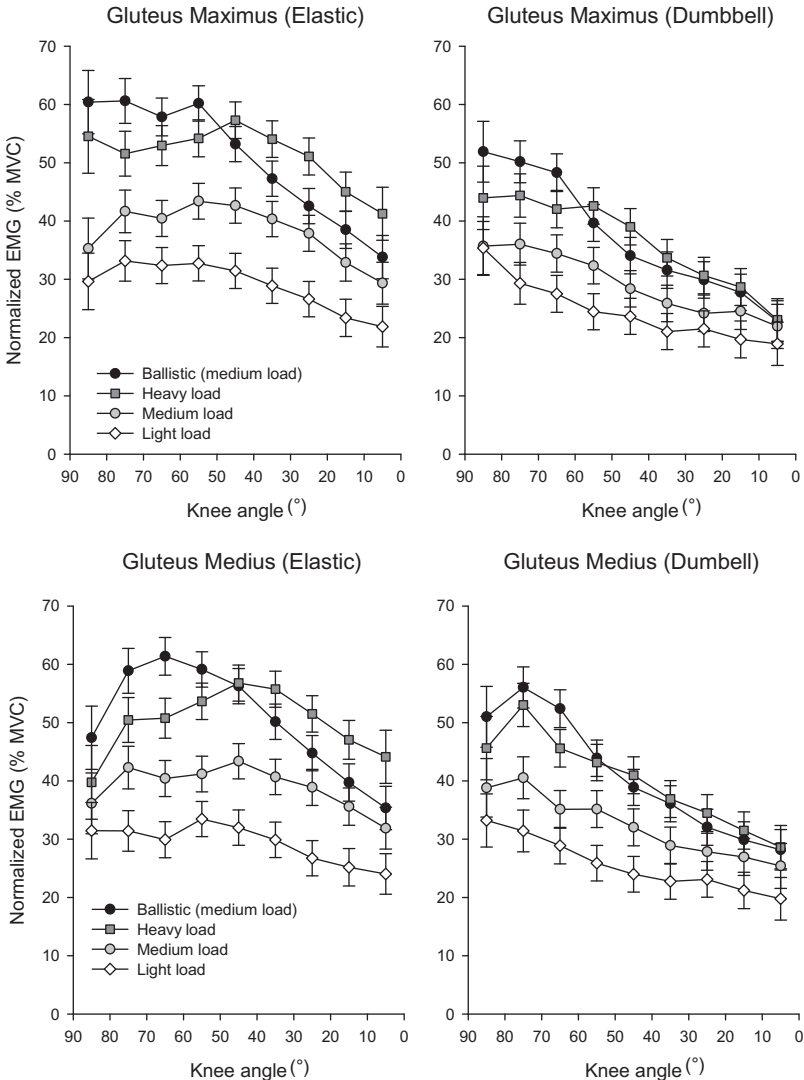 Gluteus Maximus (Elastic)
Normalized EMG (% MVC)
70
60
50
40
30
20
10
0
Ballistic (medium load)
Heavy load
Medium load
Light load
90 80 70 60 50 40 30 20 10 0
Knee angle (°)
Gluteus Maximus (Dumbbell)
70
60
50
40
30
20
10
0
90 80 70 60 50 40 30 20 10 0
Knee angle (°)
Gluteus Medius (Elastic)
Normalized EMG (% MVC)
70
60
50
40
30
20
10
0
Ballistic (medium load)
Heavy load
Medium load
Light load
90 80 70 60 50 40 30 20 10 0
Knee angle (°)
Gluteus Medius (Dumbell)
70
60
50
40
30
20
10
0
90 80 70 60 50 40 30 20 10 0
Knee angle (°)